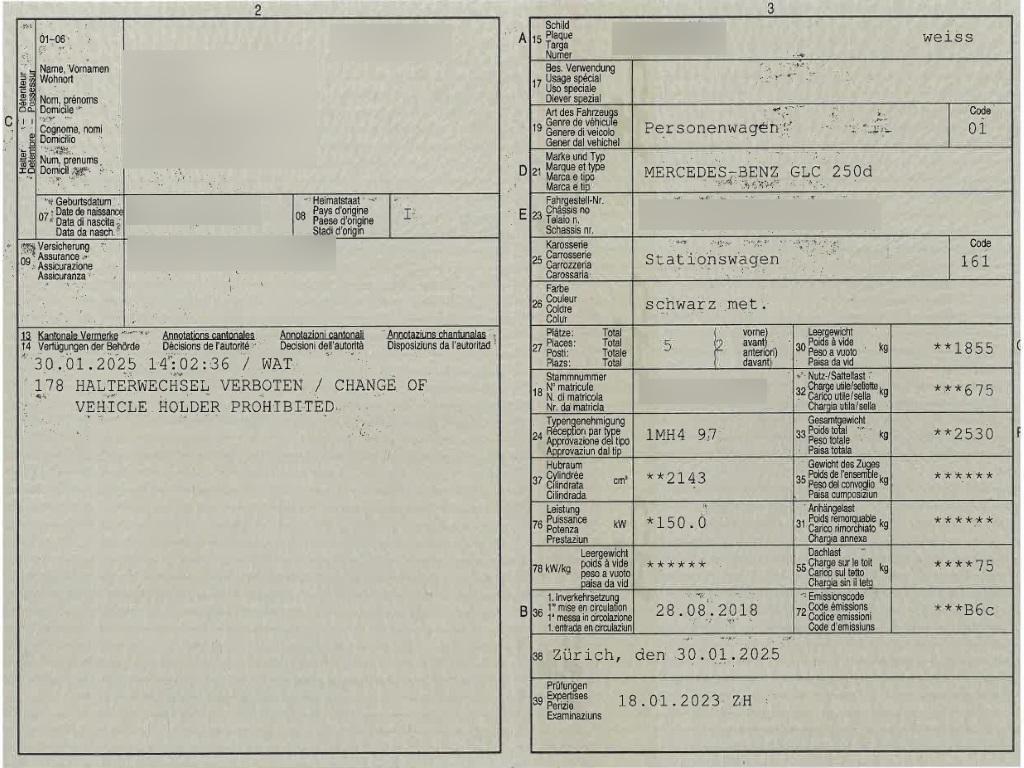 2
01-06
Name, Vornamen
Wohnort
Nom, prénoms
Domicile
Cognome, nomi
Domicilio
Num, prenums
Domicil
C
Halter – Détenteur
Detentore – Possessur
07
Geburtsdatum
Date de naissance
Data di nascita
Data da nasch.
08
Heimatstaat
Pays d'origine
Paese d'origine
Stadi d'origin
I
09
Versicherung
Assurance
Assicurazione
Assicuranza
13 Kantonale Vermerke Annotations cantonales Annotazioni cantonali Annotaziuns chantunalas
14 Verfügungen der Behörde Décisions de l'autorité Decisioni dell'autorità Disposiziuns da l'autoritad
30.01.2025 14:02:36 / WAT
178 HALTERWECHSEL VERBOTEN / CHANGE OF
VEHICLE HOLDER PROHIBITED
3
A 15
Schild
Plaque
Targa
Numer
weiss
17
Bes. Verwendung
Usage spécial
Uso speciale
Diever spezial
19
Art des Fahrzeugs
Genre de véhicule
Genere di veicolo
Gener dal vehichel
Personenwagen
Code
01
D 21
Marke und Typ
Marque et type
Marca e tipo
Marca e tip
MERCEDES-BENZ GLC 250d
E 23
Fahrgestell-Nr.
Châssis no
Telaio n.
Schassis nr.
25
Karosserie
Carrosserie
Carrozzeria
Carossaria
Stationswagen
Code
161
26
Farbe
Couleur
Colore
Colur
schwarz met.
27
Plätze: Total
Places: Total
Posti: Totale
Plazs: Total
5 (2
vorne)
avant)
anteriori)
davant)
30
Leergewicht
Poids à vide
Peso a vuoto
Paisa da vid
kg
**1855
18
Stammnummer
N° matricule
N. di matricola
Nr. da matricla
32
Nutz-/Sattellast
Charge utile/sellette
Carico utile/sella
Chargia utila/sella
kg
***675
24
Typengenehmigung
Réception par type
Approvazione del tipo
Approvaziun dal tip
1MH4 97
33
Gesamtgewicht
Poids total
Peso totale
Paisa totala
kg
**2530
37
Hubraum
Cylindrée
Cilindrata
Cilindrada
cm³
**2143
35
Gewicht des Zuges
Poids de l'ensemble
Peso del convoglio
Paisa cumposiziun
kg
******
76
Leistung
Puissance
Potenza
Prestaziun
kW
*150.0
31
Anhängelast
Poids remorquable
Carico rimorchiato
Chargia annexa
kg
******
78 kW/kg
Leergewicht
poids à vide
peso a vuoto
paisa da vid
******
55
Dachlast
Charge sur le toit
Carico sul tetto
Chargia sin il tetg
kg
****75
B 36
1. Inverkehrsetzung
1re mise en circulation
1a messa in circolazione
1. entrada en circulaziun
28.08.2018
72
Emissionscode
Code émissions
Codice emissioni
Code d'emissiuns
***B6c
38 Zürich, den 30.01.2025
39
Prüfungen
Expertises
Perizie
Examinaziuns
18.01.2023 ZH